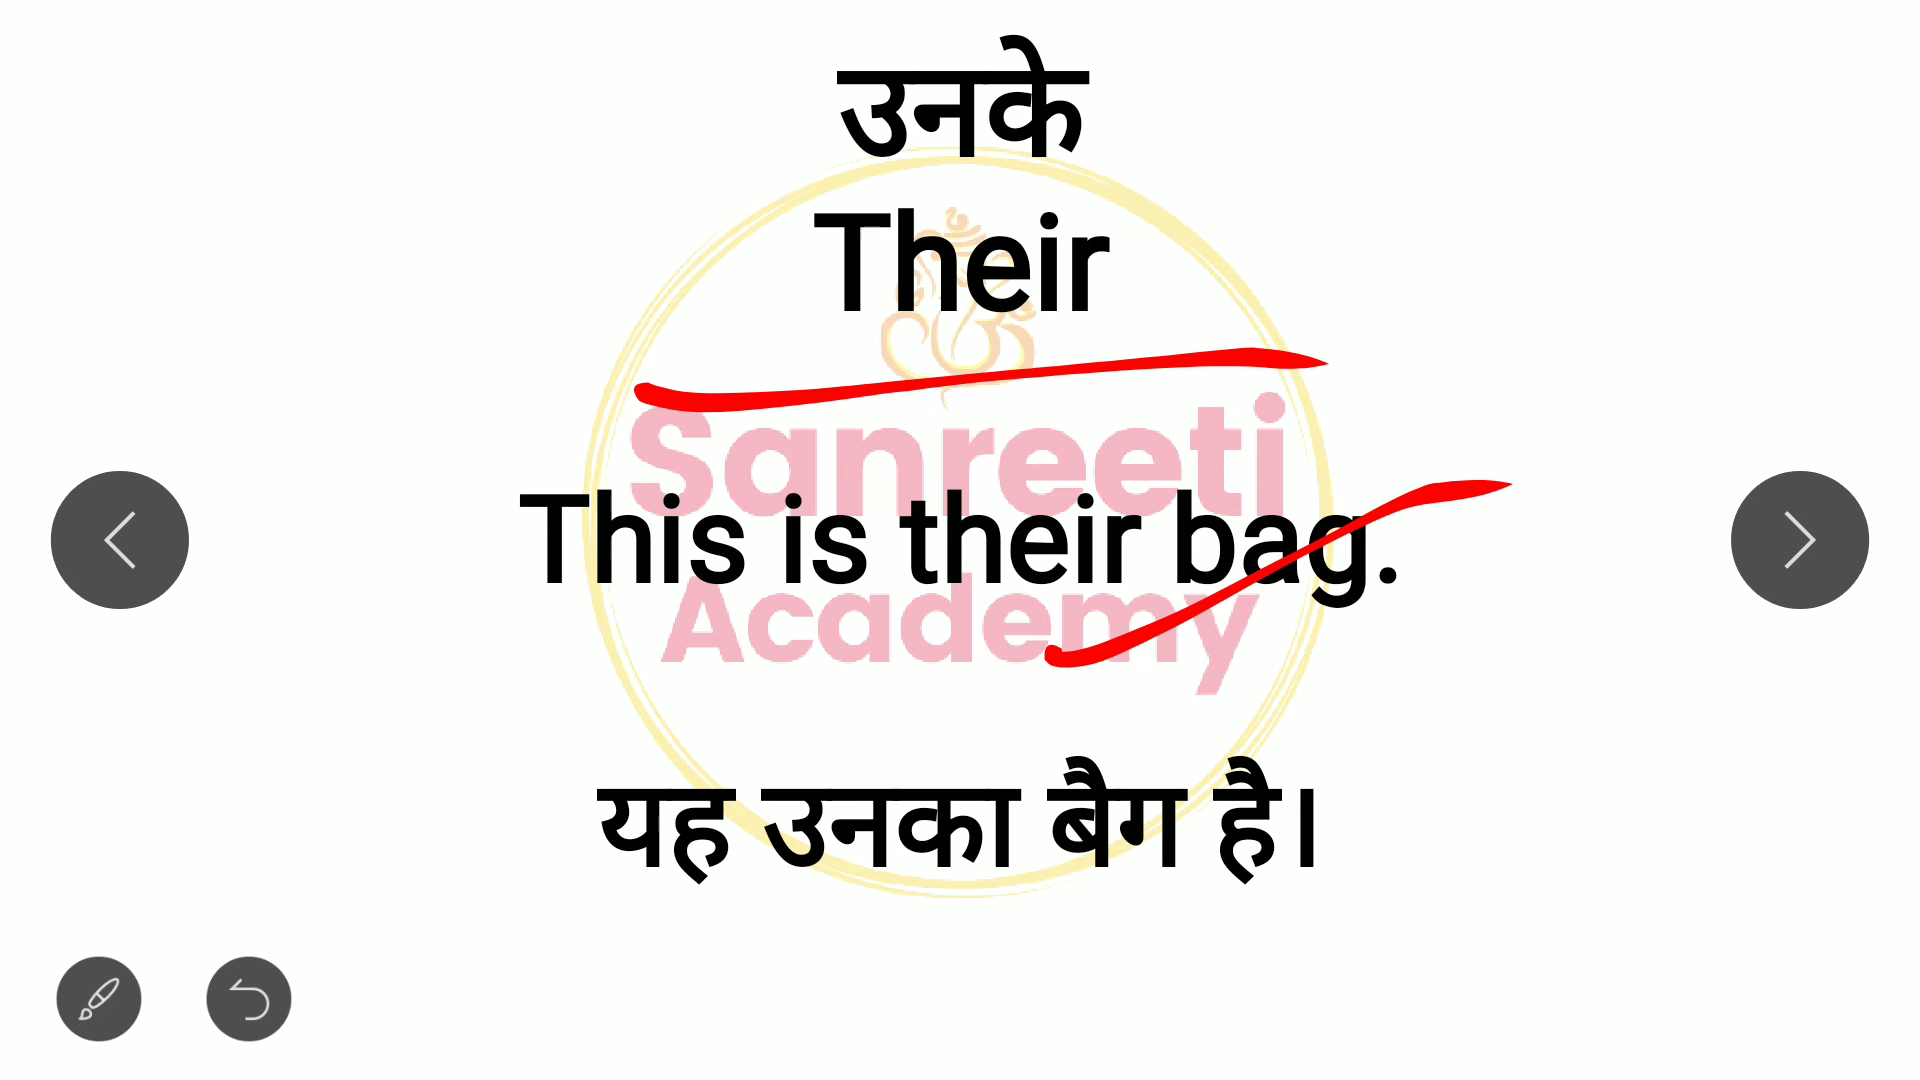 उनके
Their
Sanreeti
This is their bag.
Academy
यह उनका बैग है।